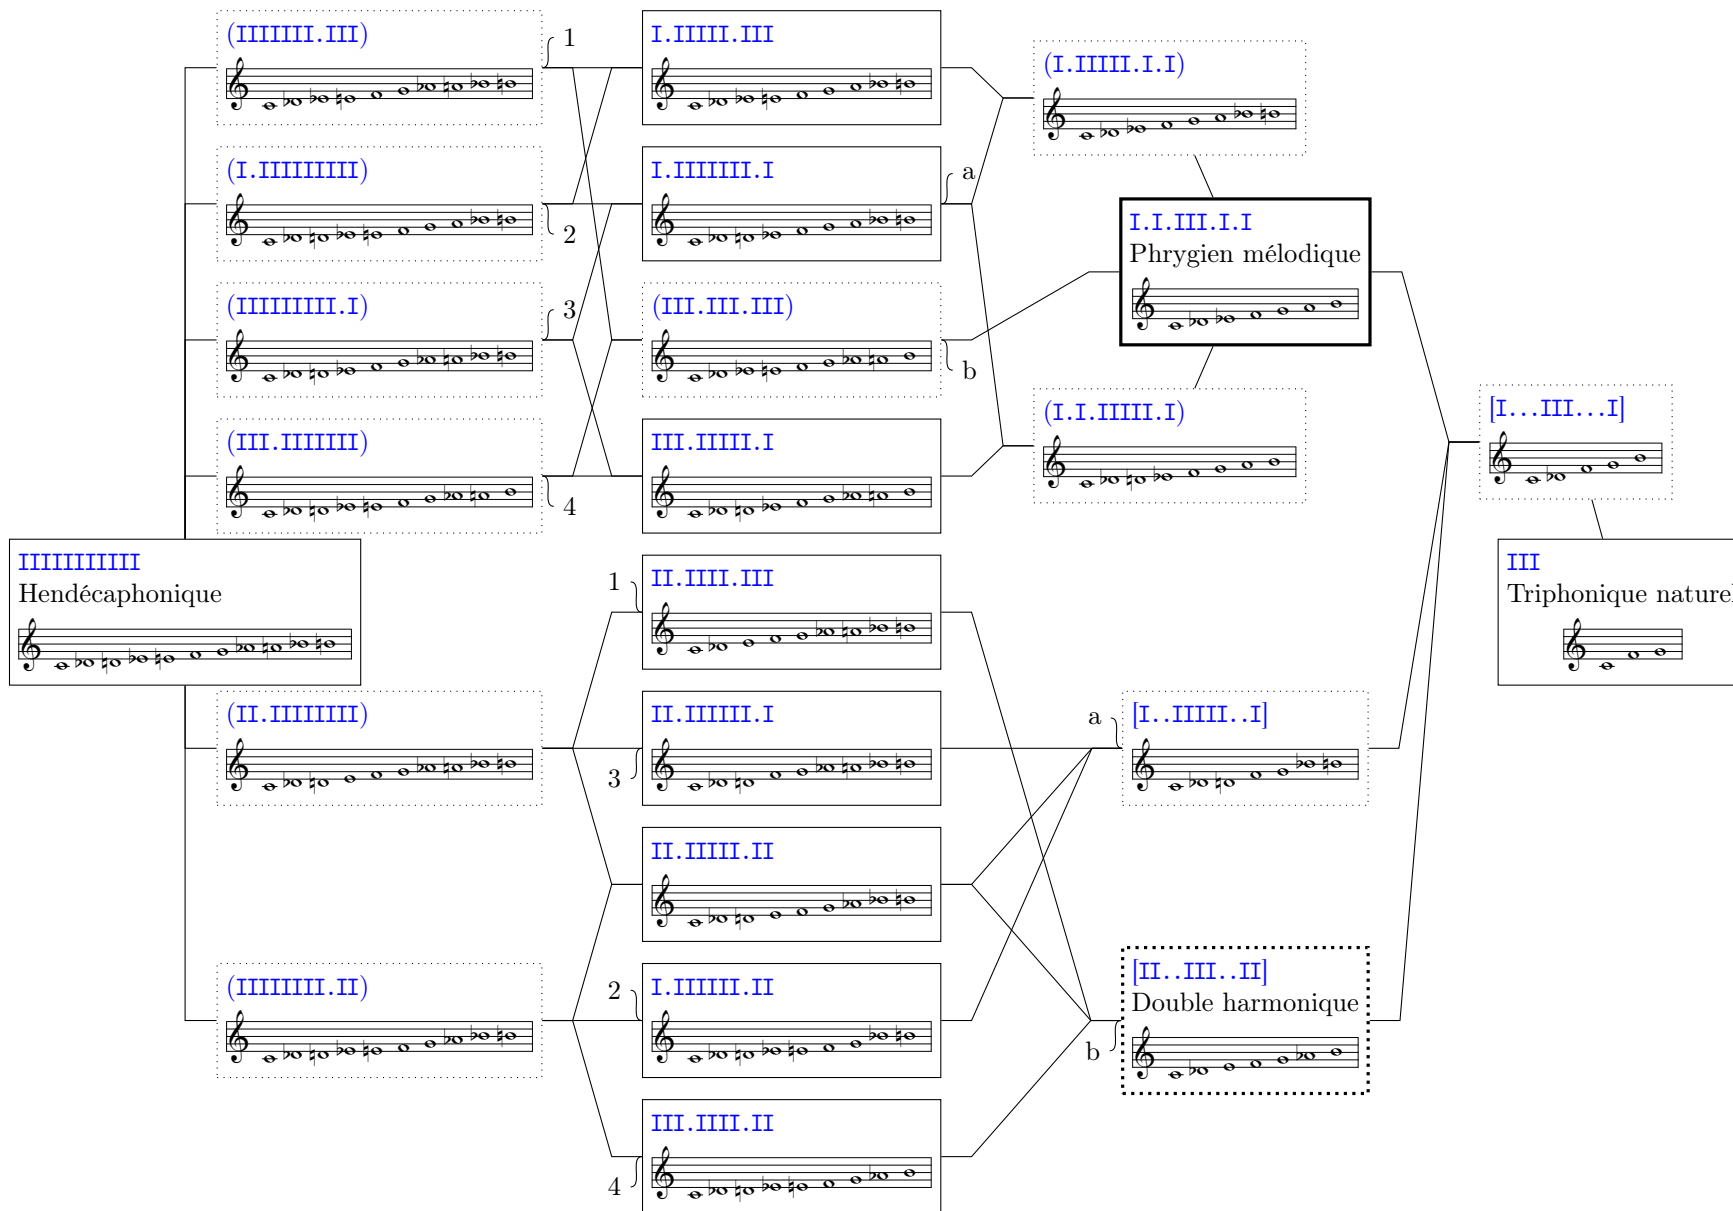 (IIIIIII.III)
1
I.IIIII.III
(I.IIIII.I.I)
(I.IIIIIIIII)
2
I.IIIIIII.I
a
I.I.III.I.I
Phrygien mélodique
(IIIIIIIII.I)
3
(III.III.III)
b
(I.I.IIIII.I)
[I...III...I]
(III.IIIIIII)
4
III.IIIII.I
IIIIIIIIIII
Hendécaphonique
1
II.IIII.III
III
Triphonique naturel
(II.IIIIIIII)
3
II.IIIIII.I
a
[I..IIIII..I]
II.IIIII.II
(IIIIIIII.II)
2
I.IIIIII.II
b
[II..III..II]
Double harmonique
4
III.IIII.II